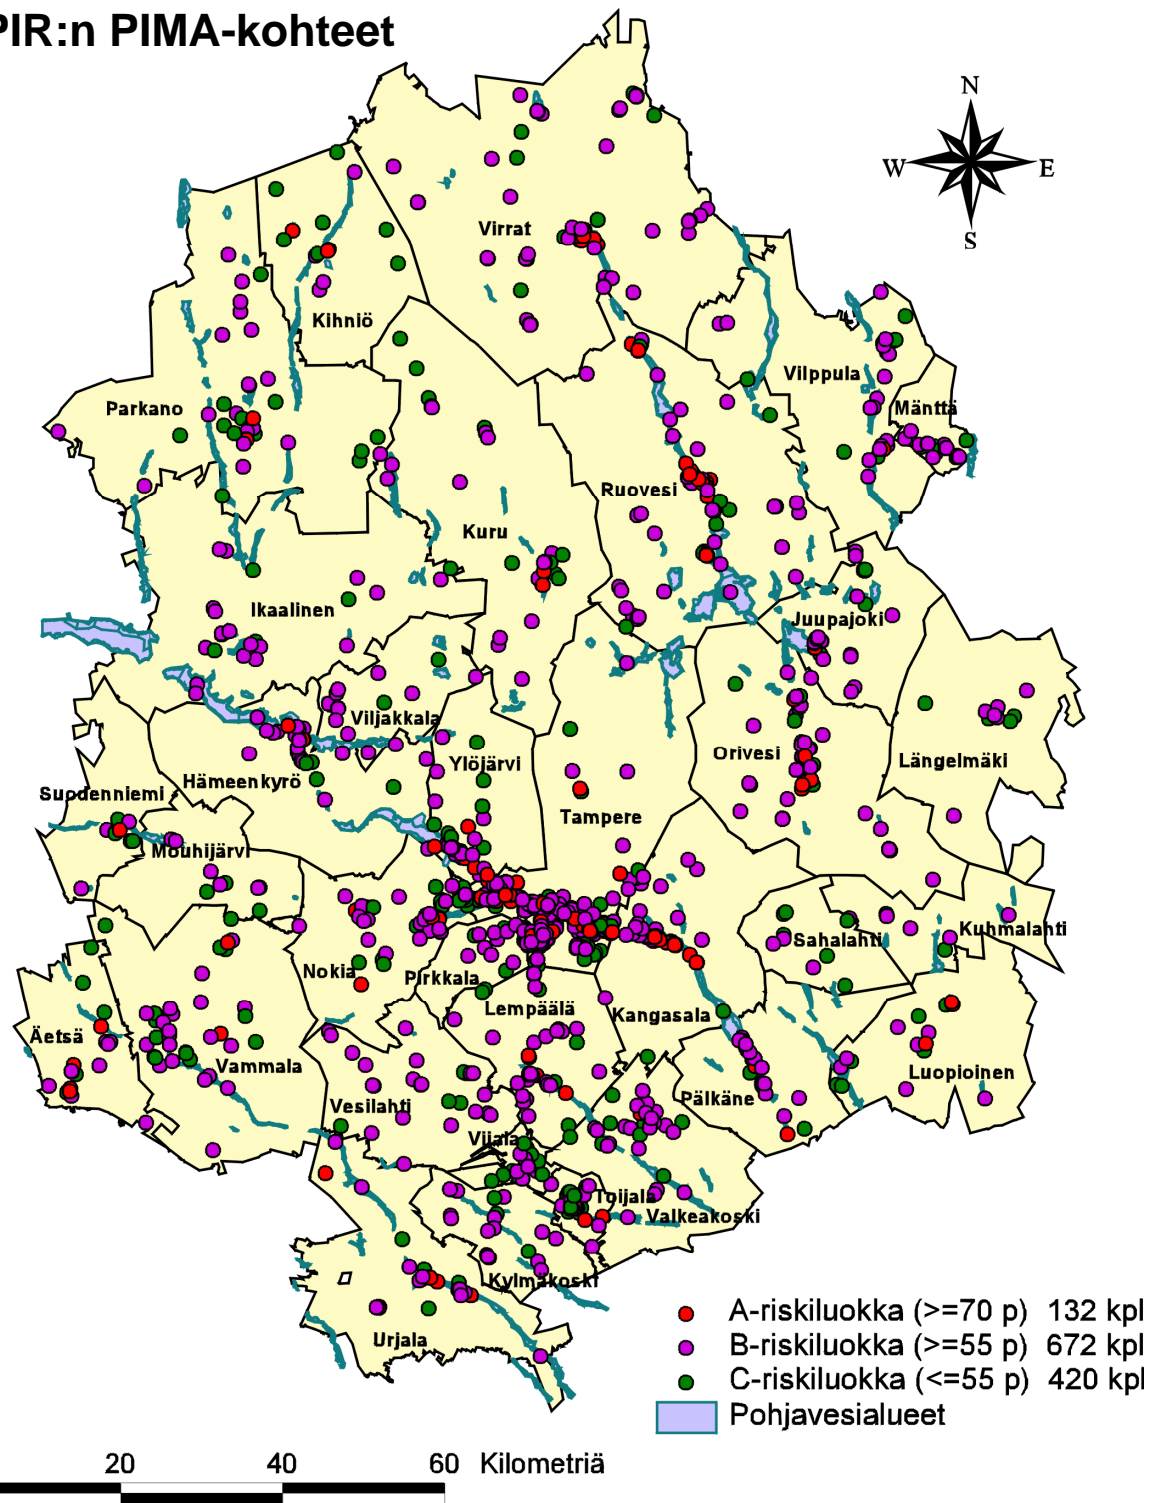 PIR:n PIMA-kohteet
N
W E
S
Virrat
Kihniö
Vilppula
Parkano
Mänttä
Ruovesi
Kuru
Ikaalinen
Juupajoki
Viljakkala
Orivesi
Längelmäki
Ylöjärvi
Hämeenkyrö
Suodenniemi
Tampere
Mouhijärvi
Kuhmalahti
Sahalahti
Nokia
Pirkkala
Lempäälä
Kangasala
Äetsä
Vammala
Luopioinen
Pälkäne
Vesilahti
Viiala
Toijala
Valkeakoski
Kylmäkoski
Urjala
A-riskiluokka (>=70 p) 132 kpl
B-riskiluokka (>=55 p) 672 kpl
C-riskiluokka (<=55 p) 420 kpl
Pohjavesialueet
20 40 60 Kilometriä